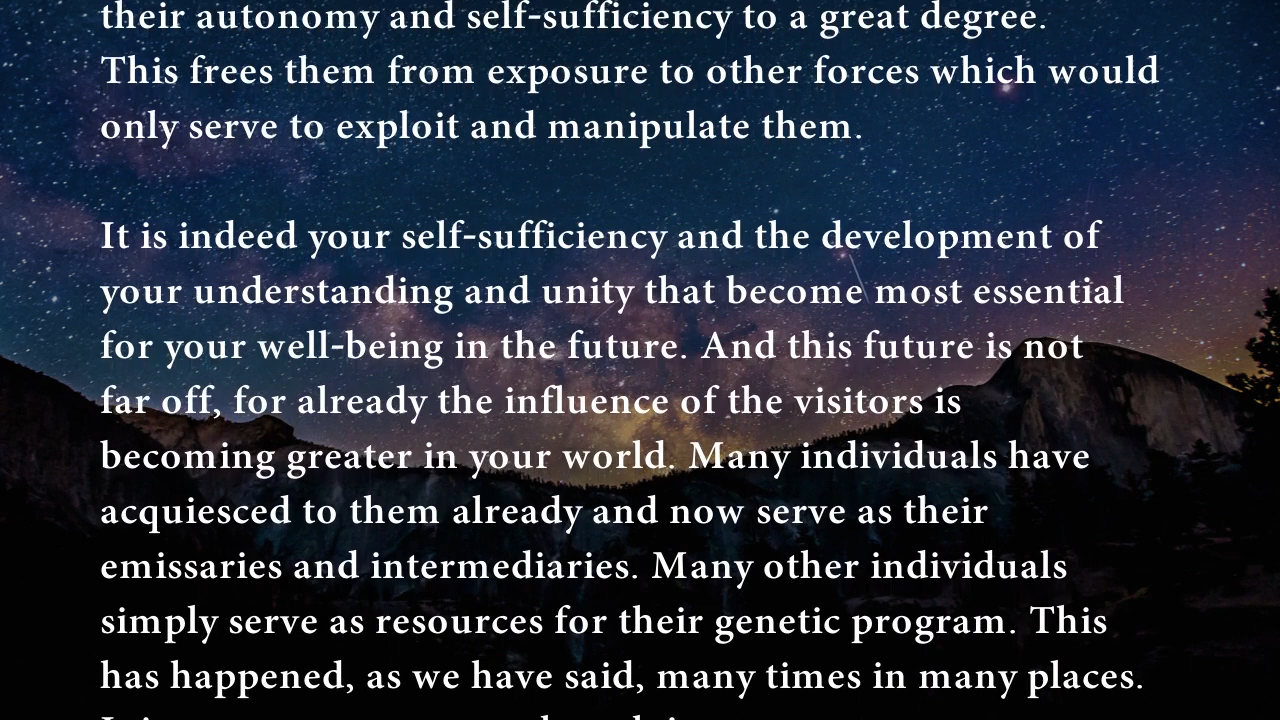 their autonomy and self-sufficiency to a great degree.
This frees them from exposure to other forces which would
only serve to exploit and manipulate them.
It is indeed your self-sufficiency and the development of
your understanding and unity that become most essential
for your well-being in the future. And this future is not
far off, for already the influence of the visitors is
becoming greater in your world. Many individuals have
acquiesced to them already and now serve as their
emissaries and intermediaries. Many other individuals
simply serve as resources for their genetic program. This
has happened, as we have said, many times in many places.